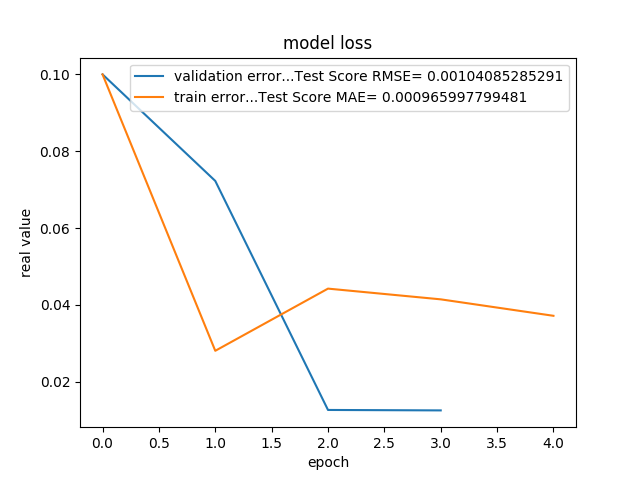 model loss
validation error...Test Score RMSE= 0.00104085285291
train error...Test Score MAE= 0.000965997799481
0.10
0.08
0.06
0.04
0.02
real value
0.0 0.5 1.0 1.5 2.0 2.5 3.0 3.5 4.0
epoch